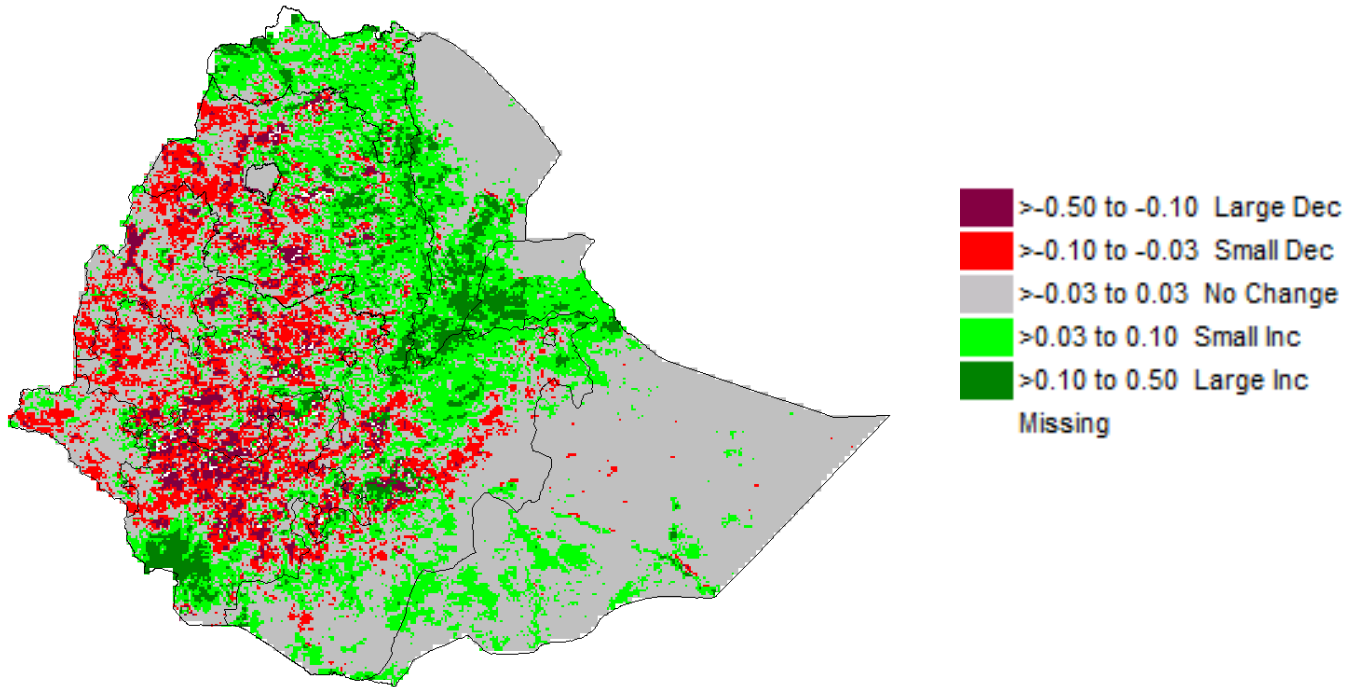 >-0.50 to -0.10 Large Dec
>-0.10 to -0.03 Small Dec
>-0.03 to 0.03 No Change
>0.03 to 0.10 Small Inc
>0.10 to 0.50 Large Inc
Missing